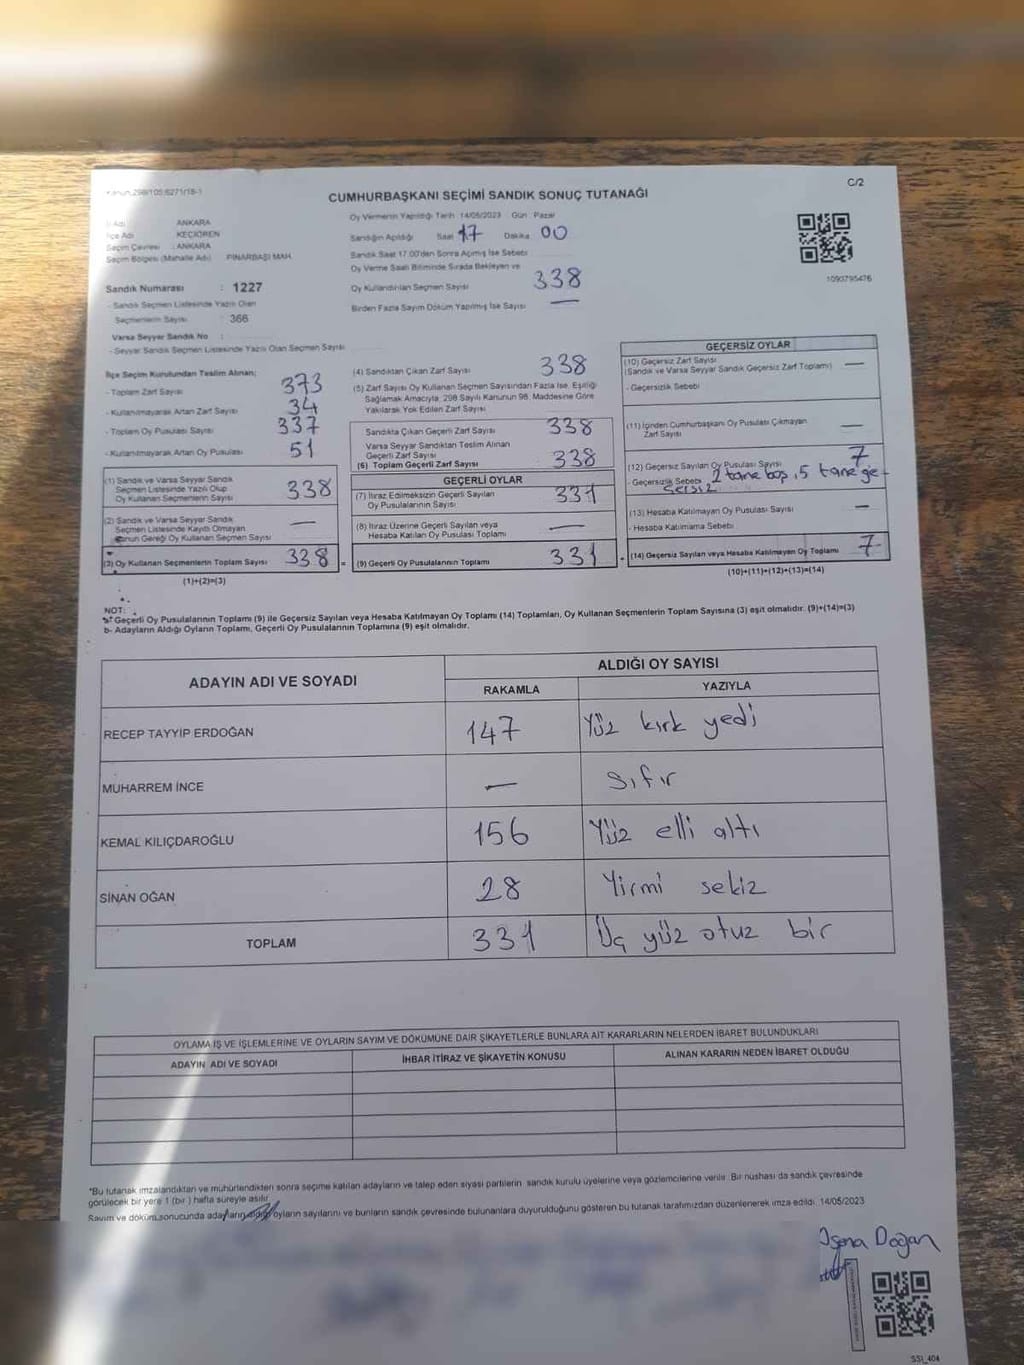 Kanun:298/105;6271/18-1
C/2
CUMHURBAŞKANI SEÇİMİ SANDIK SONUÇ TUTANAĞI
İl Adı : ANKARA
İlçe Adı : KEÇİÖREN
Seçim Çevresi : ANKARA
Seçim Bölgesi (Mahalle Adı) PINARBAŞI MAH.
Sandık Numarası : 1227
- Sandık Seçmen Listesinde Yazılı Olan
Seçmenlerin Sayısı : 366
Varsa Seyyar Sandık No :
- Seyyar Sandık Seçmen Listesinde Yazılı Olan Seçmen Sayısı
Oy Vermenin Yapıldığı Tarih 14/05/2023 Gün Pazar
Sandığın Açıldığı Saat 17 Dakika 00
Sandık Saat 17.00'den Sonra Açılmış İse Sebebi
Oy Verme Saati Bitiminde Sırada Bekleyen ve
Oy Kullandırılan Seçmen Sayısı 338
Birden Fazla Sayım Döküm Yapılmış İse Sayısı —
1090795476
İlçe Seçim Kurulundan Teslim Alınan;
- Toplam Zarf Sayısı 373
- Kullanılmayarak Artan Zarf Sayısı 34
- Toplam Oy Pusulası Sayısı 337
- Kullanılmayarak Artan Oy Pusulası 51
(1) Sandık ve Varsa Seyyar Sandık
Seçmen Listesinde Yazılı Olup
Oy Kullanan Seçmenlerin Sayısı 338
(2) Sandık ve Varsa Seyyar Sandık
Seçmen Listesinde Kayıtlı Olmayan
Kanun Gereği Oy Kullanan Seçmen Sayısı —
(3) Oy Kullanan Seçmenlerin Toplam Sayısı 338 =
(1)+(2)=(3)
(4) Sandıktan Çıkan Zarf Sayısı 338
(5) Zarf Sayısı Oy Kullanan Seçmen Sayısından Fazla İse, Eşitliği
Sağlamak Amacıyla, 298 Sayılı Kanunun 98. Maddesine Göre
Yakılarak Yok Edilen Zarf Sayısı
Sandıkta Çıkan Geçerli Zarf Sayısı 338
Varsa Seyyar Sandıktan Teslim Alınan
Geçerli Zarf Sayısı
(6) Toplam Geçerli Zarf Sayısı 338
GEÇERLİ OYLAR
(7) İtiraz Edilmeksizin Geçerli Sayılan
Oy Pusulalarının Sayısı 331
(8) İtiraz Üzerine Geçerli Sayılan veya
Hesaba Katılan Oy Pusulası Toplamı —
(9) Geçerli Oy Pusulalarının Toplamı 331 +
GEÇERSİZ OYLAR
(10) Geçersiz Zarf Sayısı
(Sandık ve Varsa Seyyar Sandık Geçersiz Zarf Toplamı) —
- Geçersizlik Sebebi
(11) İçinden Cumhurbaşkanı Oy Pusulası Çıkmayan
Zarf Sayısı —
(12) Geçersiz Sayılan Oy Pusulası Sayısı 7
- Geçersizlik Sebebi 2 tane boş, 5 tane ge-
çersiz
(13) Hesaba Katılmayan Oy Pusulası Sayısı —
- Hesaba Katılmama Sebebi
(14) Geçersiz Sayılan veya Hesaba Katılmayan Oy Toplamı 7
(10)+(11)+(12)+(13)=(14)
NOT:
a- Geçerli Oy Pusulalarının Toplamı (9) ile Geçersiz Sayılan veya Hesaba Katılmayan Oy Toplamı (14) Toplamları, Oy Kullanan Seçmenlerin Toplam Sayısına (3) eşit olmalıdır. (9)+(14)=(3)
b- Adayların Aldığı Oyların Toplamı, Geçerli Oy Pusulalarının Toplamına (9) eşit olmalıdır.
ADAYIN ADI VE SOYADI
ALDIĞI OY SAYISI
RAKAMLA YAZIYLA
RECEP TAYYİP ERDOĞAN 147 Yüz kırk yedi
MUHARREM İNCE — sıfır
KEMAL KILIÇDAROĞLU 156 Yüz elli altı
SİNAN OĞAN 28 Yirmi sekiz
TOPLAM 331 Üç yüz otuz bir
OYLAMA İŞ VE İŞLEMLERİNE VE OYLARIN SAYIM VE DÖKÜMÜNE DAİR ŞİKAYETLERLE BUNLARA AİT KARARLARIN NELERDEN İBARET BULUNDUKLARI
ADAYIN ADI VE SOYADI İHBAR İTİRAZ VE ŞİKAYETİN KONUSU ALINAN KARARIN NEDEN İBARET OLDUĞU
*Bu tutanak imzalandıktan ve mühürlendikten sonra seçime katılan adayların ve talep eden siyasi partilerin sandık kurulu üyelerine veya gözlemcilerine verilir. Bir nushası da sandık çevresinde
görülecek bir yere 1 (bir ) hafta süreyle asılır.
Sayım ve döküm sonucunda adayların aldığı oyların sayılarını ve bunların sandık çevresinde bulunanlara duyurulduğunu gösteren bu tutanak tarafımızdan düzenlenerek imza edildi. 14/05/2023
Doğan
SSI_404